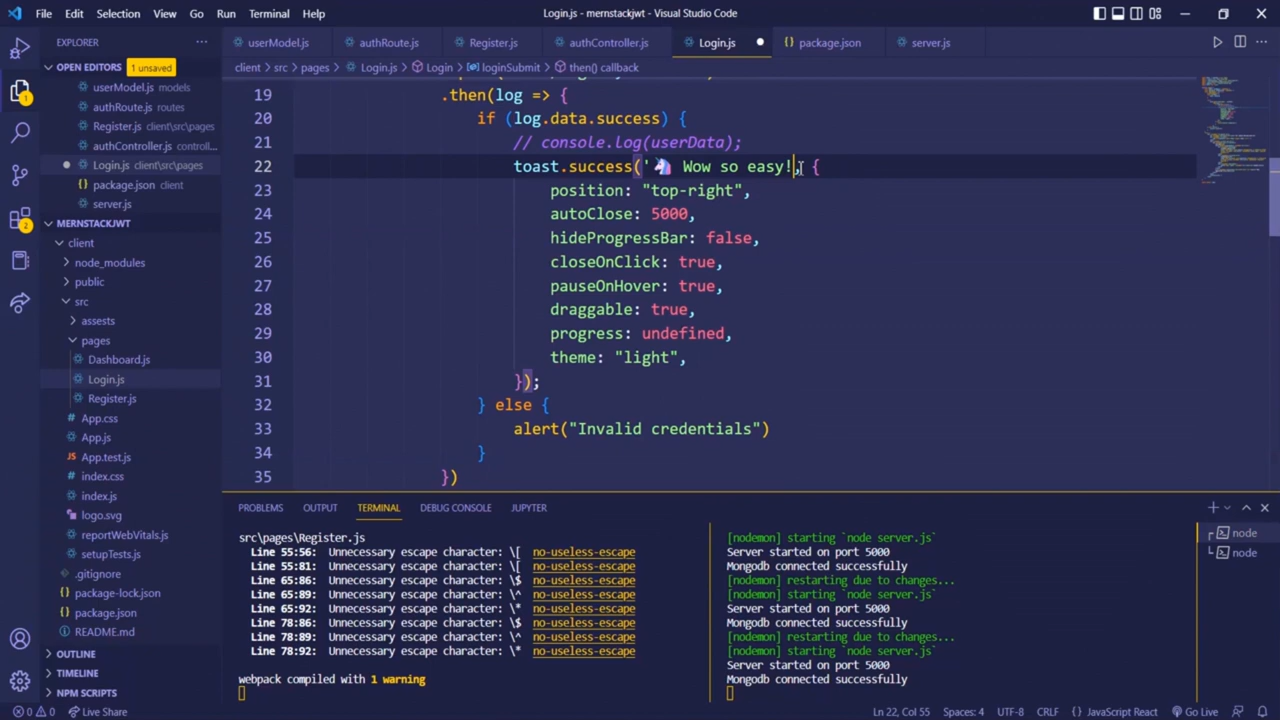 File Edit Selection View Go Run Terminal Help
Login.js - mernstackjwt - Visual Studio Code
EXPLORER
userModel.js authRoute.js Register.js authController.js Login.js package.json server.js
OPEN EDITORS 1 unsaved
client > src > pages > Login.js > Login > loginSubmit > then() callback
userModel.js models
authRoute.js routes
Register.js client\src\pages
authController.js controll...
Login.js client\src\pages
package.json client
server.js
MERNSTACKJWT
client
node_modules
public
src
assests
pages
Dashboard.js
Login.js
Register.js
App.css
App.js
App.test.js
index.css
index.js
logo.svg
reportWebVitals.js
setupTests.js
.gitignore
package-lock.json
package.json
README.md
OUTLINE
TIMELINE
NPM SCRIPTS
19 .then(log => {
20 if (log.data.success) {
21 // console.log(userData);
22 toast.success('🦄 Wow so easy!, {
23 position: "top-right",
24 autoClose: 5000,
25 hideProgressBar: false,
26 closeOnClick: true,
27 pauseOnHover: true,
28 draggable: true,
29 progress: undefined,
30 theme: "light",
31 });
32 } else {
33 alert("Invalid credentials")
34 }
35 })
PROBLEMS OUTPUT TERMINAL DEBUG CONSOLE JUPYTER
src\pages\Register.js
Line 55:56: Unnecessary escape character: \[ no-useless-escape
Line 55:81: Unnecessary escape character: \[ no-useless-escape
Line 65:86: Unnecessary escape character: \$ no-useless-escape
Line 65:89: Unnecessary escape character: \^ no-useless-escape
Line 65:92: Unnecessary escape character: \* no-useless-escape
Line 78:86: Unnecessary escape character: \$ no-useless-escape
Line 78:89: Unnecessary escape character: \^ no-useless-escape
Line 78:92: Unnecessary escape character: \* no-useless-escape
webpack compiled with 1 warning
[nodemon] starting `node server.js`
Server started on port 5000
Mongodb connected successfully
[nodemon] restarting due to changes...
[nodemon] starting `node server.js`
Server started on port 5000
Mongodb connected successfully
[nodemon] restarting due to changes...
[nodemon] starting `node server.js`
Server started on port 5000
Mongodb connected successfully
node
node
1
2
0 0 Live Share
Ln 22, Col 55 Spaces: 4 UTF-8 CRLF {} JavaScript React Go Live